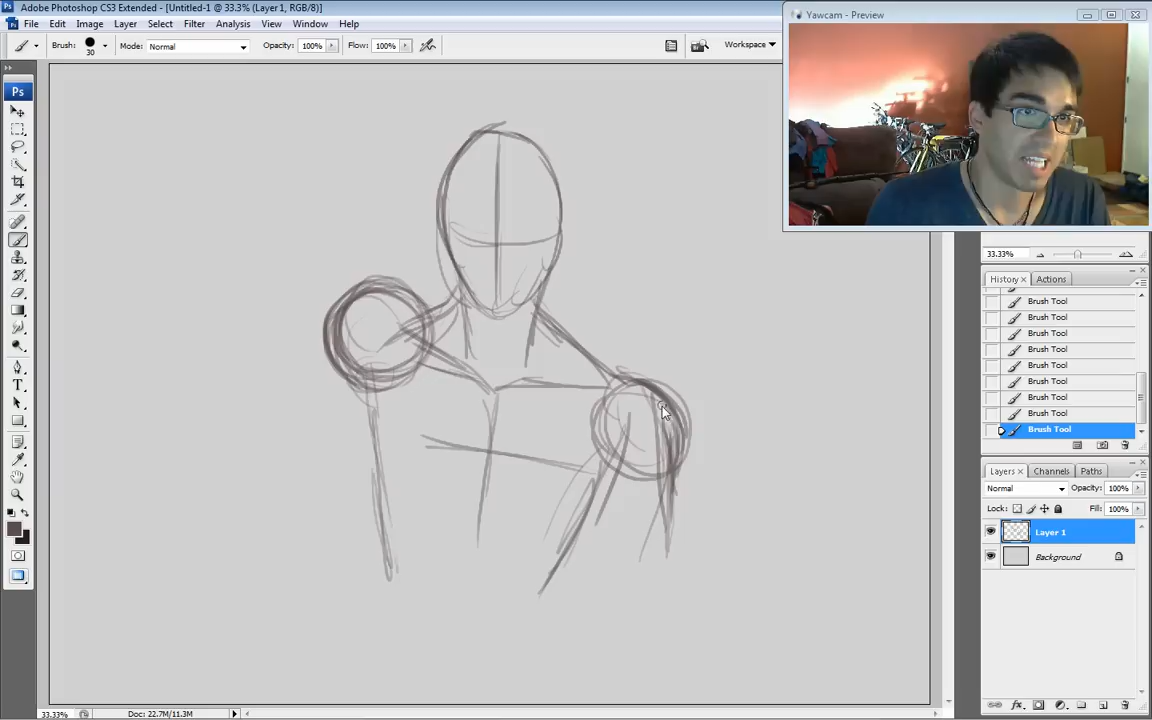 Adobe Photoshop CS3 Extended - [Untitled-1 @ 33.3% (Layer 1, RGB/8)]
File Edit Image Layer Select Filter Analysis View Window Help
Brush: 30 Mode: Normal Opacity: 100% Flow: 100% Workspace
Yawcam - Preview
Ps
33.33%
History Actions
Brush Tool
Brush Tool
Brush Tool
Brush Tool
Brush Tool
Brush Tool
Brush Tool
Brush Tool
Brush Tool
Layers Channels Paths
Normal Opacity: 100%
Lock: Fill: 100%
Layer 1
Background
33.33% Doc: 22.7M/11.3M